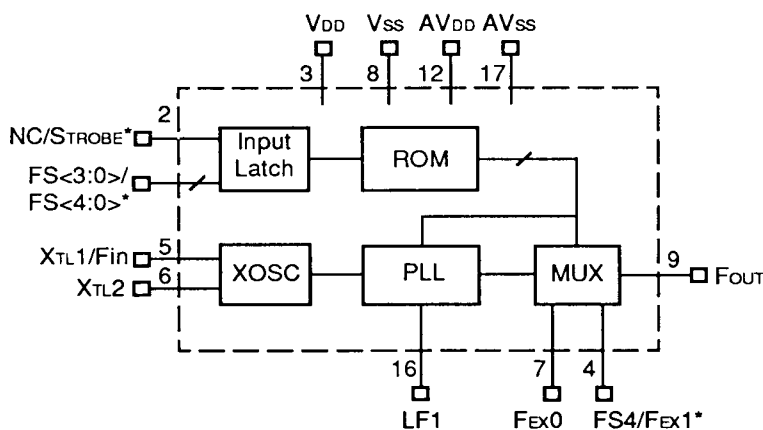 VDD VSS AVDD AVSS
3 8 12 17
2
NC/STROBE*
Input
Latch
ROM
FS<3:0>/
FS<4:0>*
XTL1/Fin
5
XTL2
6
XOSC
PLL
MUX
9
FOUT
16
7
4
LF1
FEX0
FS4/FEX1*